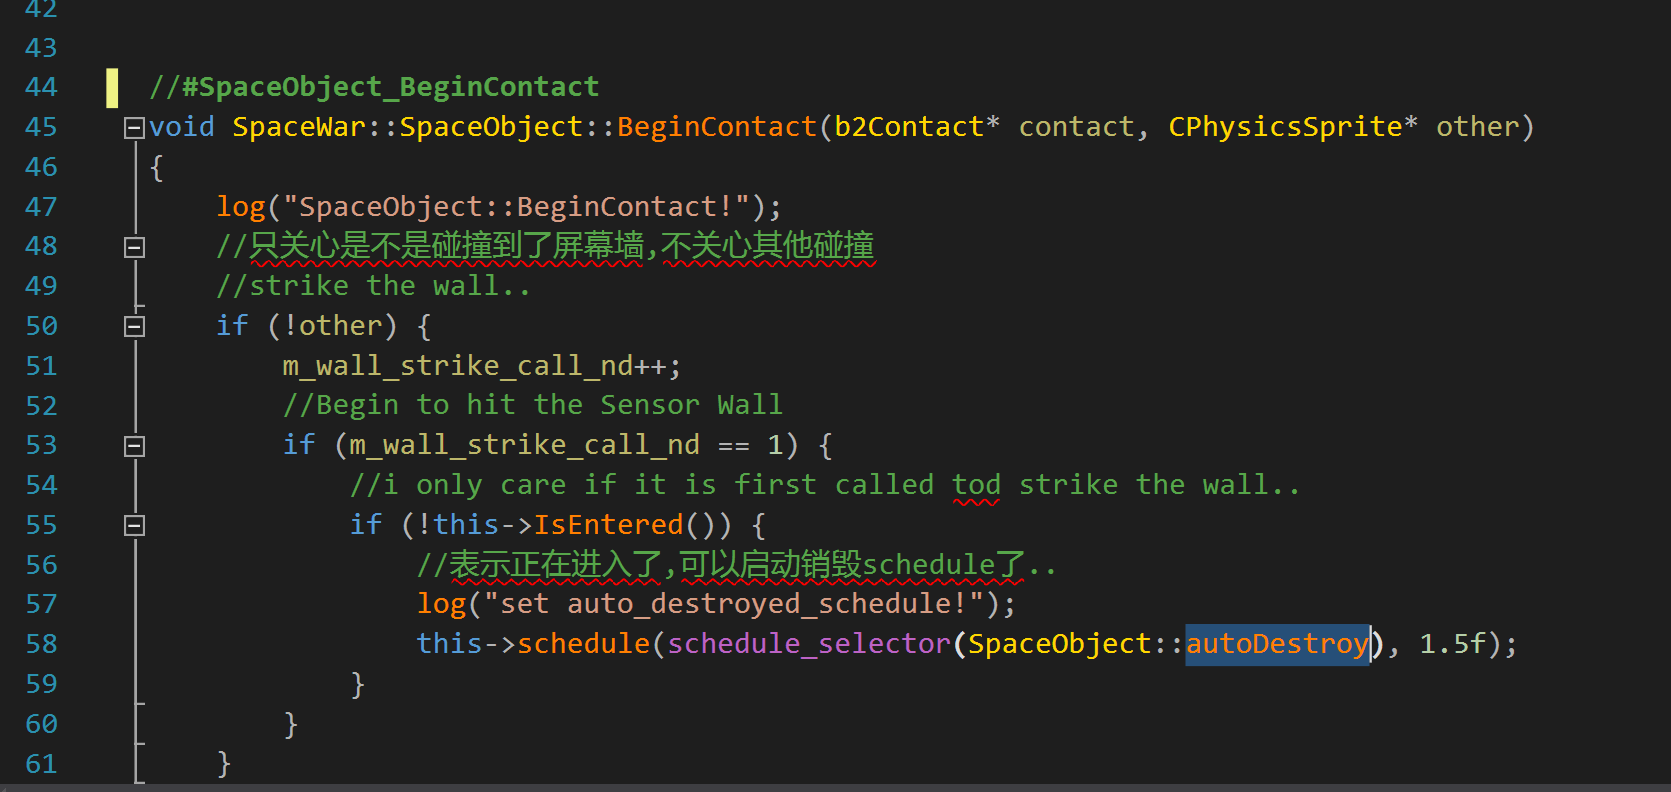 42
43
44 //#SpaceObject_BeginContact
45 void SpaceWar::SpaceObject::BeginContact(b2Contact* contact, CPhysicsSprite* other)
46 {
47 log("SpaceObject::BeginContact!");
48 //只关心是不是碰撞到了屏幕墙,不关心其他碰撞
49 //strike the wall..
50 if (!other) {
51 m_wall_strike_call_nd++;
52 //Begin to hit the Sensor Wall
53 if (m_wall_strike_call_nd == 1) {
54 //i only care if it is first called tod strike the wall..
55 if (!this->IsEntered()) {
56 //表示正在进入了,可以启动销毁schedule了..
57 log("set auto_destroyed_schedule!");
58 this->schedule(schedule_selector(SpaceObject::autoDestroy), 1.5f);
59 }
60 }
61 }